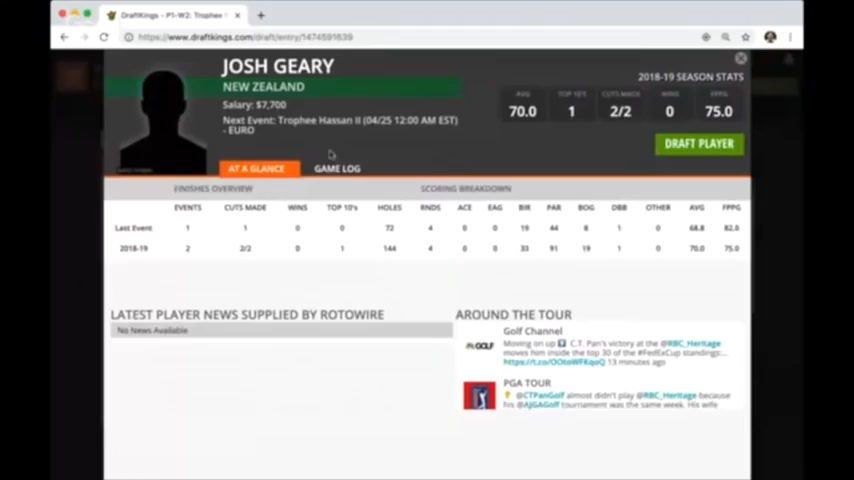 DraftKings - P1-W2: Trophee
https://www.draftkings.com/draft/entry/1474591639
JOSH GEARY
NEW ZEALAND
Salary: $7,700
Next Event: Trophee Hassan II (04/25 12:00 AM EST)
- EURO
2018-19 SEASON STATS
AVG TOP 10'S CUTS MADE WINS FPPG
70.0 1 2/2 0 75.0
DRAFT PLAYER
AT A GLANCE GAME LOG
FINISHES OVERVIEW SCORING BREAKDOWN
EVENTS CUTS MADE WINS TOP 10's HOLES RNDS ACE EAG BIR PAR BOG DBB OTHER AVG FPPG
Last Event 1 1 0 0 72 4 0 0 19 44 8 1 0 68.8 82.0
2018-19 2 2/2 0 1 144 4 0 0 33 91 19 1 0 70.0 75.0
LATEST PLAYER NEWS SUPPLIED BY ROTOWIRE
No News Available
AROUND THE TOUR
Golf Channel
GOLF
Moving on up C.T. Pan's victory at the @RBC_Heritage
moves him inside the top 30 of the #FedExCup standings:...
13 minutes ago
PGA TOUR
@CTPanGolf almost didn't play @RBC_Heritage because
his @AJGAGolf tournament was the same week. His wife